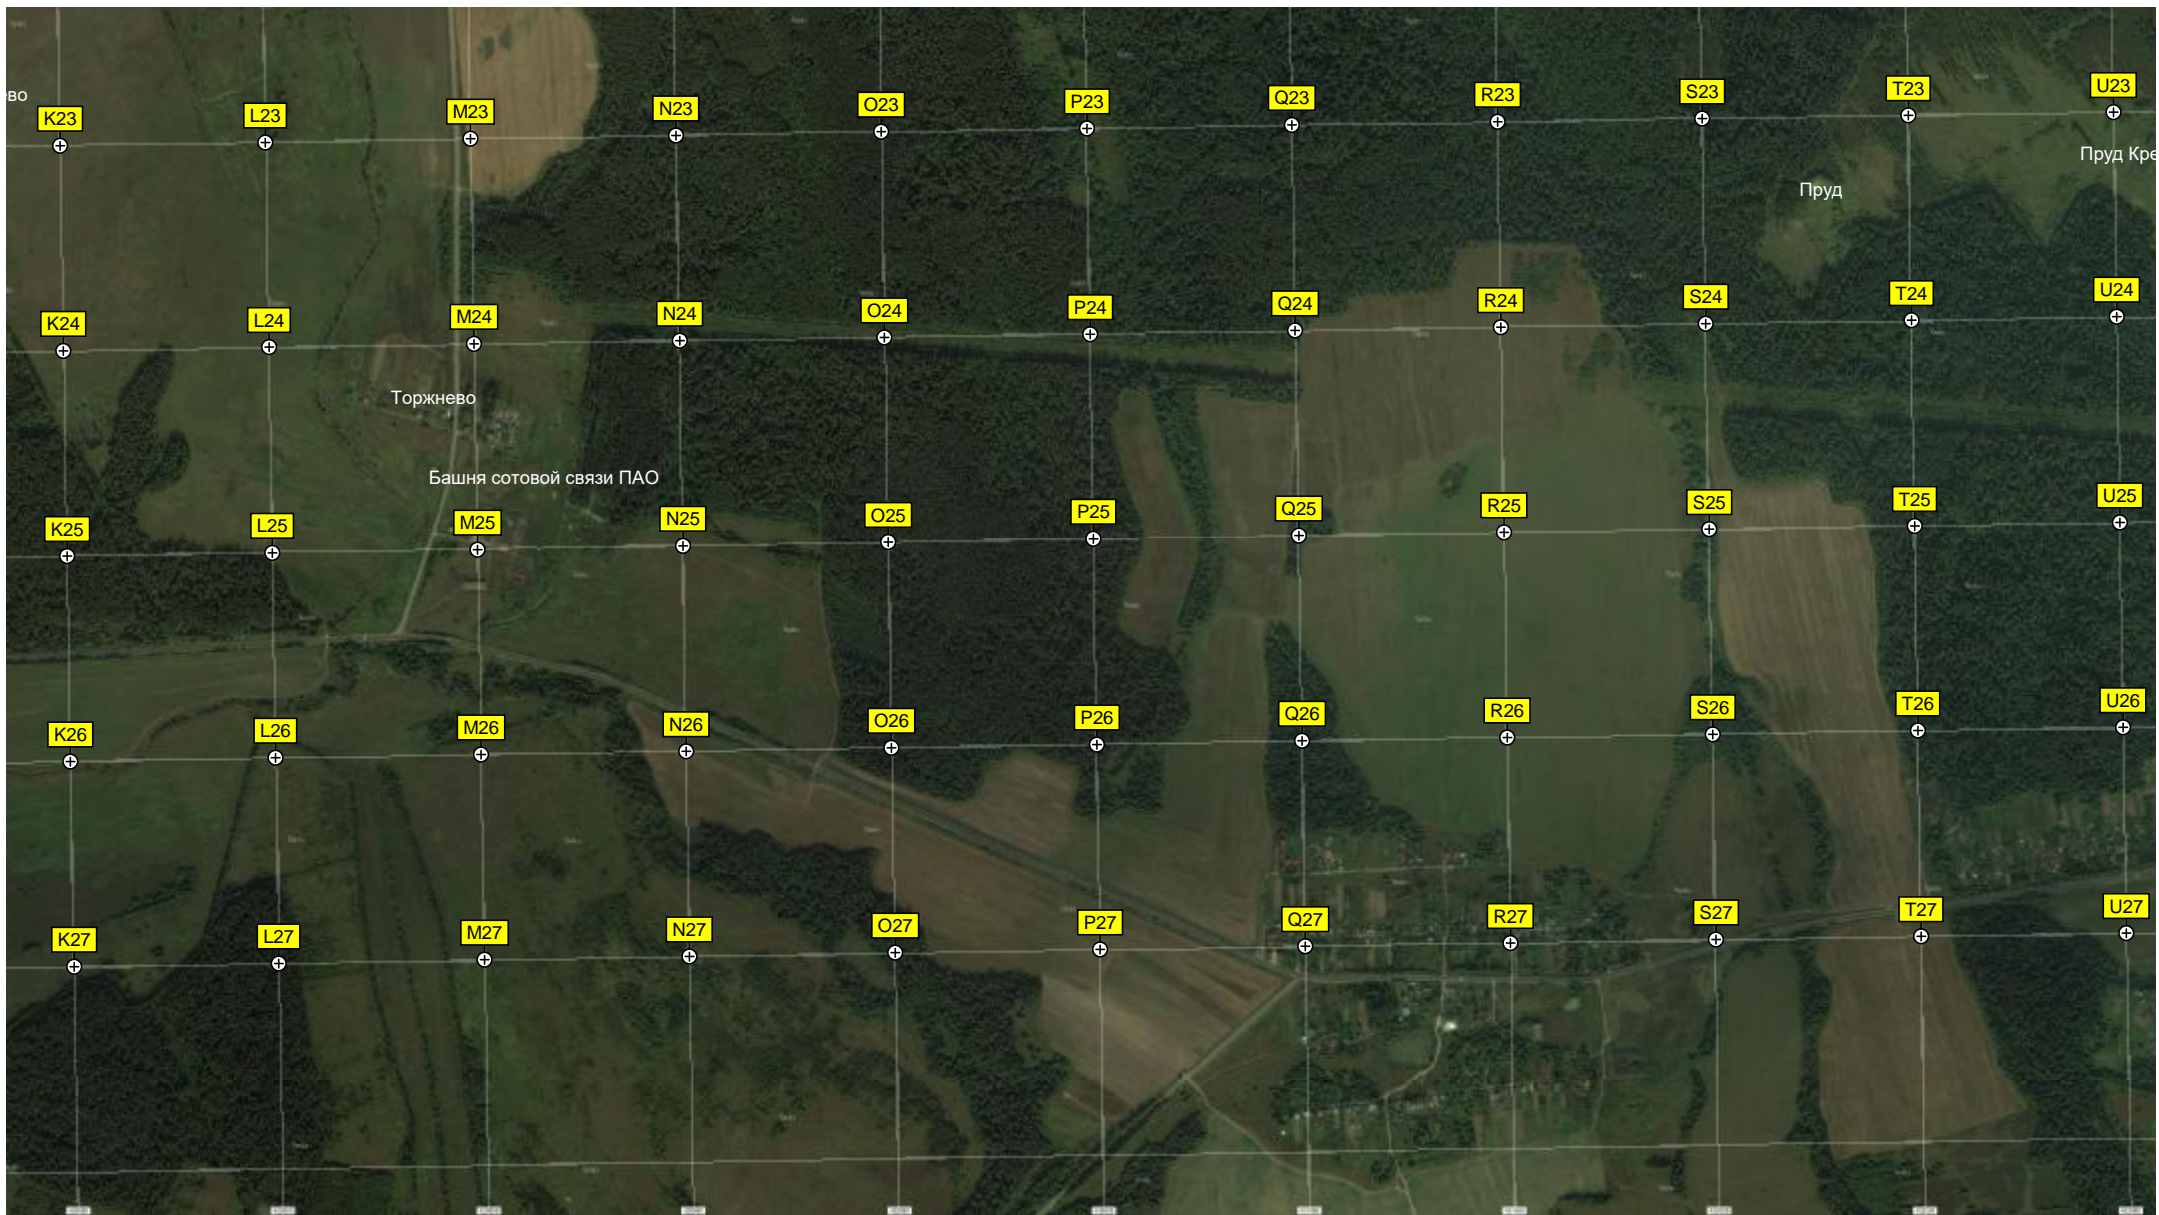 K23 L23 M23 N23 O23 P23 Q23 R23 S23 T23 U23
ево
Пруд Кре
Пруд
K24 L24 M24 N24 O24 P24 Q24 R24 S24 T24 U24
Торжнево
Башня сотовой связи ПАО
K25 L25 M25 N25 O25 P25 Q25 R25 S25 T25 U25
K26 L26 M26 N26 O26 P26 Q26 R26 S26 T26 U26
K27 L27 M27 N27 O27 P27 Q27 R27 S27 T27 U27